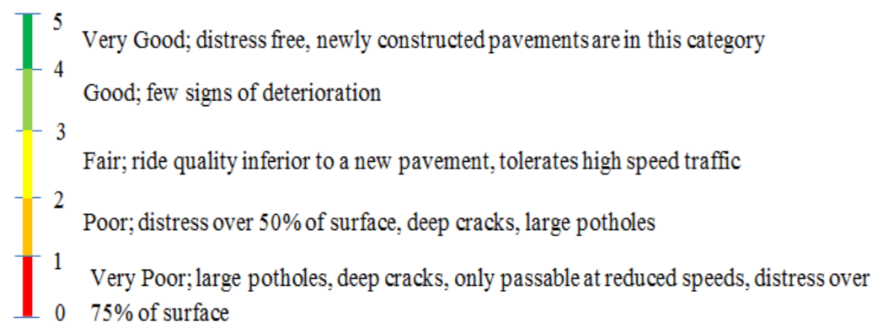 5
Very Good; distress free, newly constructed pavements are in this category
4
Good; few signs of deterioration
3
Fair; ride quality inferior to a new pavement, tolerates high speed traffic
2
Poor; distress over 50% of surface, deep cracks, large potholes
1
Very Poor; large potholes, deep cracks, only passable at reduced speeds, distress over
0 75% of surface